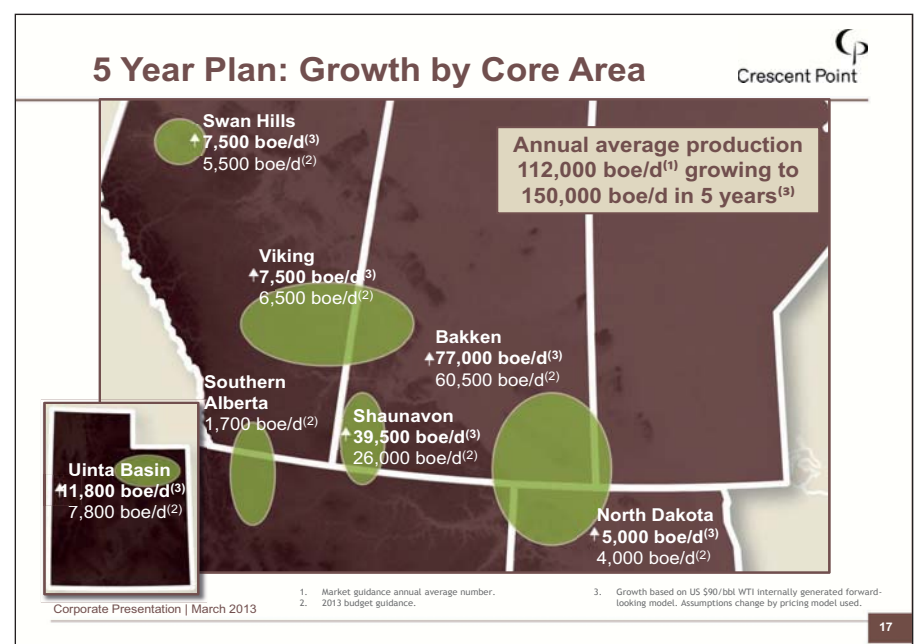 5 Year Plan: Growth by Core Area
Crescent Point
Swan Hills
7,500 boe/d(3)
5,500 boe/d(2)
Annual average production
112,000 boe/d(1) growing to
150,000 boe/d in 5 years(3)
Viking
7,500 boe/d(3)
6,500 boe/d(2)
Bakken
77,000 boe/d(3)
60,500 boe/d(2)
Southern
Alberta
1,700 boe/d(2)
Shaunavon
39,500 boe/d(3)
26,000 boe/d(2)
Uinta Basin
11,800 boe/d(3)
7,800 boe/d(2)
North Dakota
5,000 boe/d(3)
4,000 boe/d(2)
Corporate Presentation | March 2013
1. Market guidance annual average number.
2. 2013 budget guidance.
3. Growth based on US $90/bbl WTI internally generated forward-
looking model. Assumptions change by pricing model used.
17